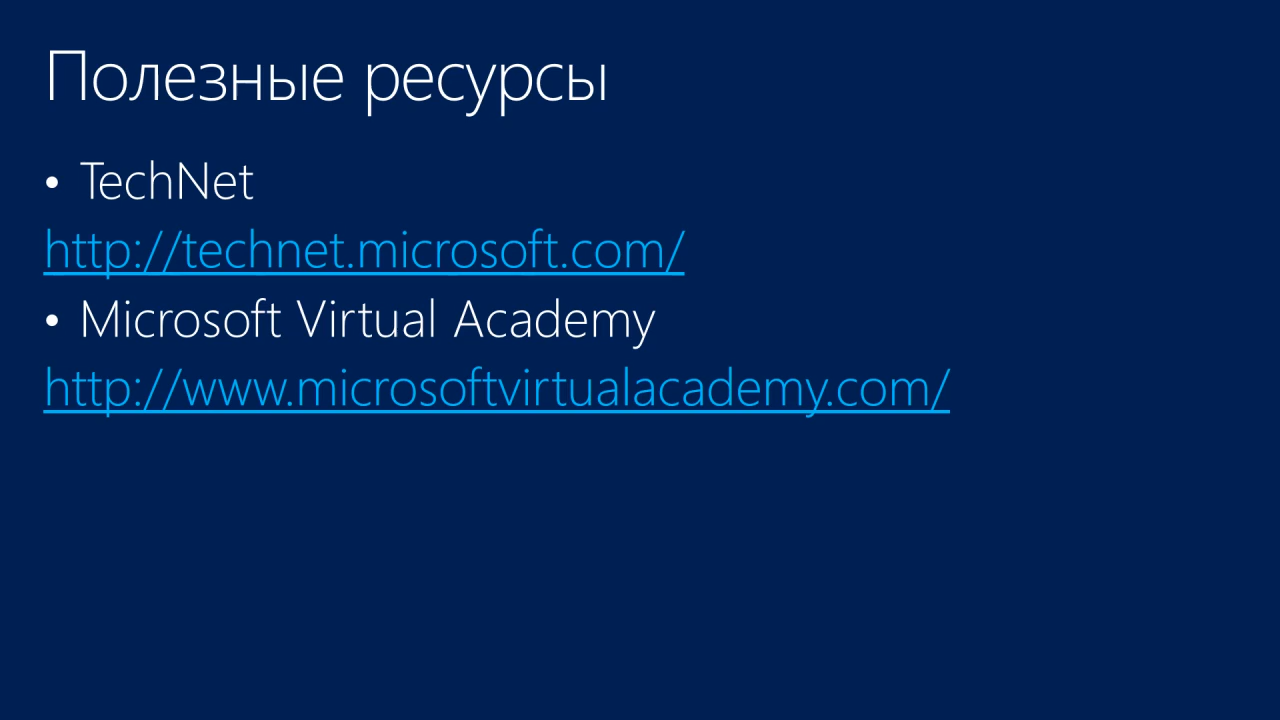 Полезные ресурсы
• TechNet
http://technet.microsoft.com/
• Microsoft Virtual Academy
http://www.microsoftvirtualacademy.com/